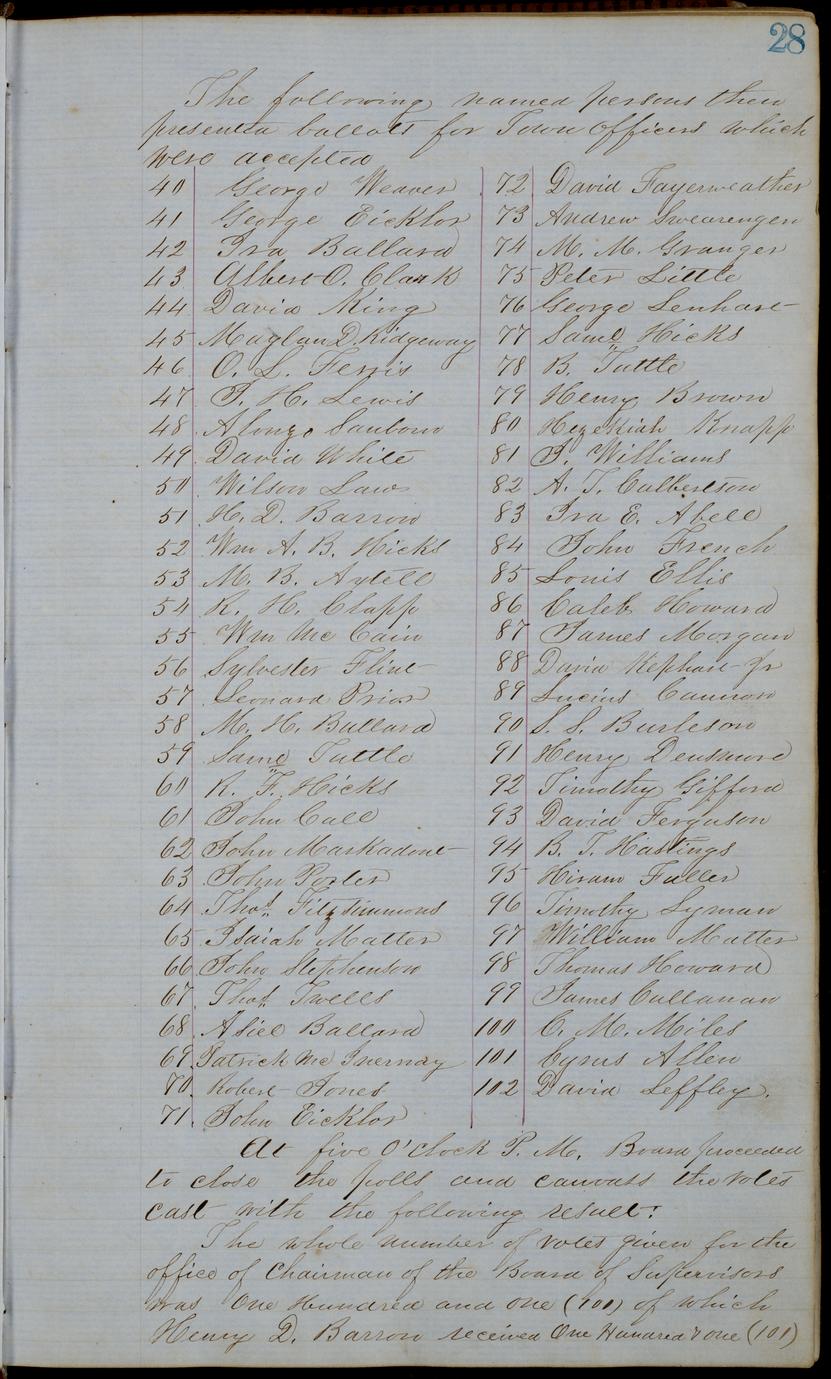 28
The following named persons then
presented ballots for Town officers which
were accepted
40 George Weaver
41 George Eicklor
42 Ira Ballard
43 Albert O. Clark
44 David King
45 Maglan D. Ridgeway
46 O. L. Ferris
47 I. H. Lewis
48 Alonzo Sanborn
49 David White
50 Wilson Law
51 H. D. Barron
52 Wm A. B. Hicks
53 M. B. Axtell
54 R. H. Clapp
55 Wm Mc Cain
56 Sylvester Flint
57 Leonard Prior
58 M. H. Ballard
59 Saml Tuttle
60 R. F. Hicks
61 John Call
62 John Markadent
63 John Porter
64 Thos. Fitzsimmons
65 Isaiah Matter
66 John Stephenson
67 Thos. Twells
68 Asiel Ballard
69 Patrick Mc Inernay
70 Robert Jones
71 John Eicklor
72 David Fayerweather
73 Andrew Swearengen
74 M. M. Granger
75 Peter Little
76 George Lenhart
77 Saml Hicks
78 B. Tuttle
79 Henry Brown
80 Hezekiah Knapp
81 I. Williams
82 A. T. Culbertson
83 Ira E. Abell
84 John French
85 Louis Ellis
86 Caleb Howard
87 James Morgan
88 David Kephart Jr
89 Lucius Cameron
90 S. S. Burleson
91 Henry Densmore
92 Timothy Gifford
93 David Ferguson
94 B. T. Hastings
95 Hiram Fuller
96 Timothy Lyman
97 William Matter
98 Thomas Howard
99 James Callanan
100 C. M. Miles
101 Cyrus Allen
102 David Leffley.
At five O'clock P. M. Board proceeded
to close the polls and canvass the votes
cast with the following result:
The whole number of votes given for the
office of Chairman of the Board of Supervisors
was One Hundred and one (101) of which
Henry D. Barron received One Hundred & one (101)